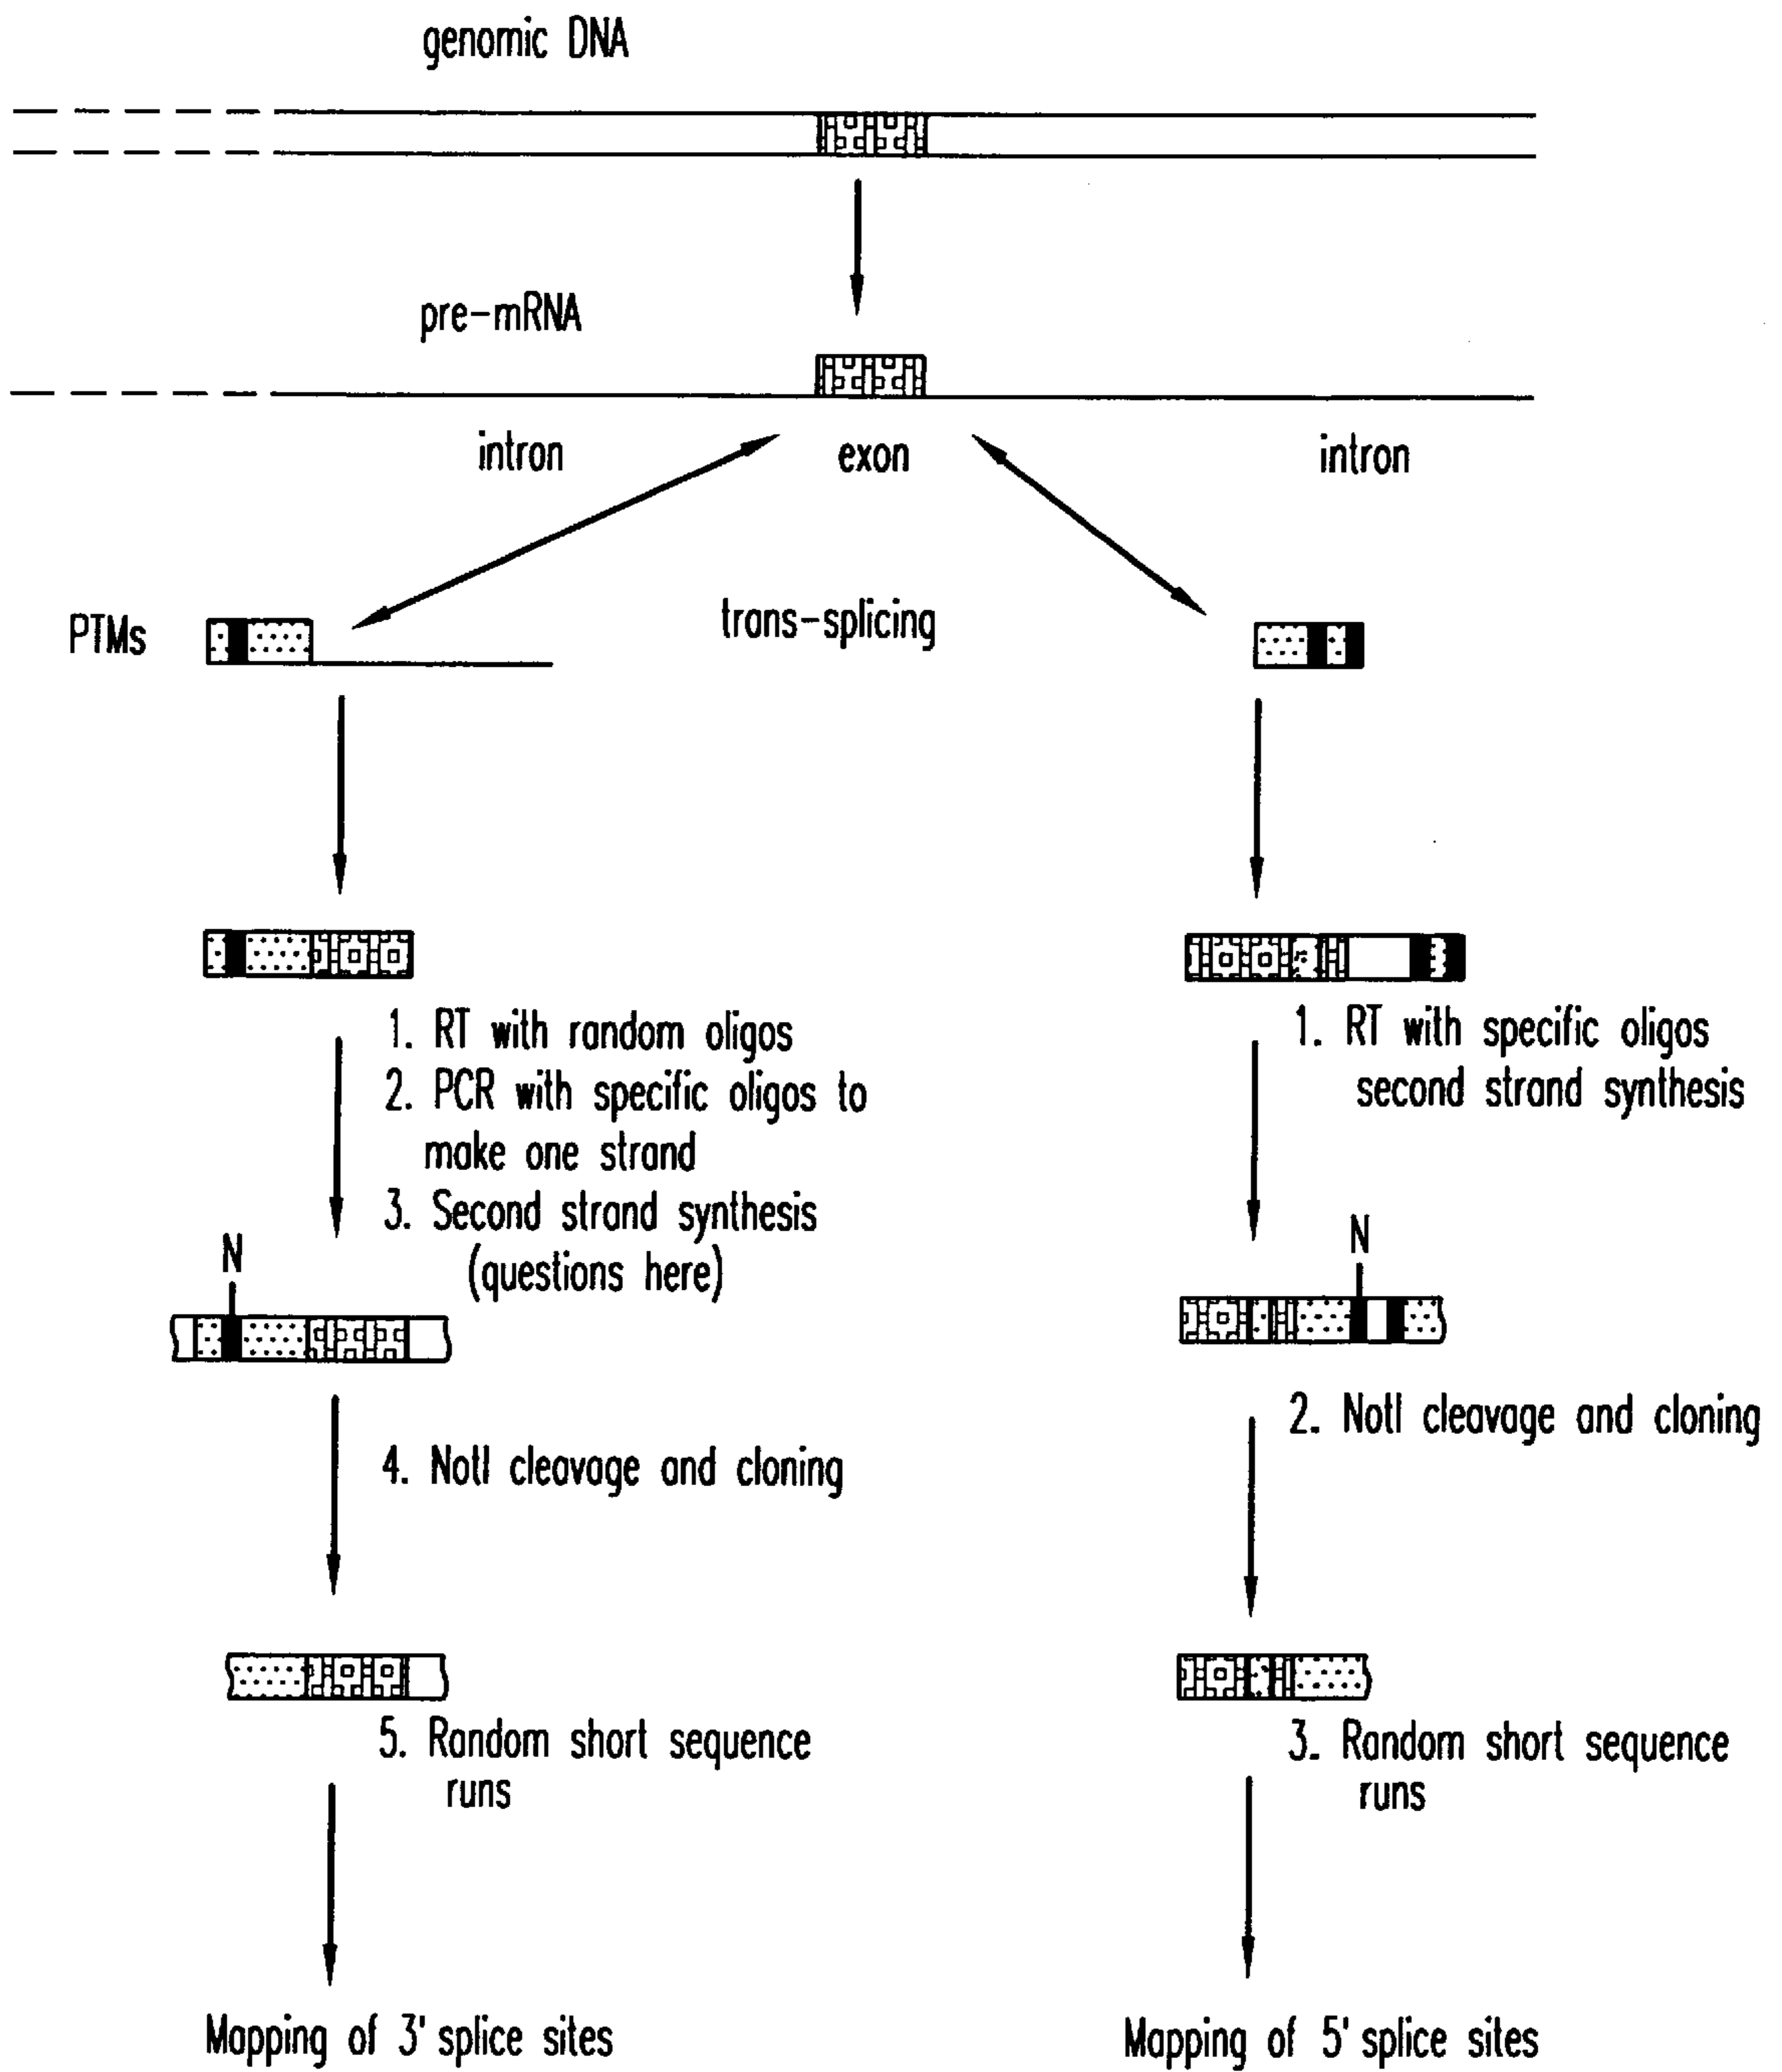 genomic DNA
pre-mRNA
intron
exon
intron
PTMs
trans-splicing
1. RT with random oligos
2. PCR with specific oligos to
make one strand
3. Second strand synthesis
(questions here)
N
4. NotI cleavage and cloning
5. Random short sequence
runs
Mapping of 3' splice sites
1. RT with specific oligos
second strand synthesis
N
2. NotI cleavage and cloning
3. Random short sequence
runs
Mapping of 5' splice sites